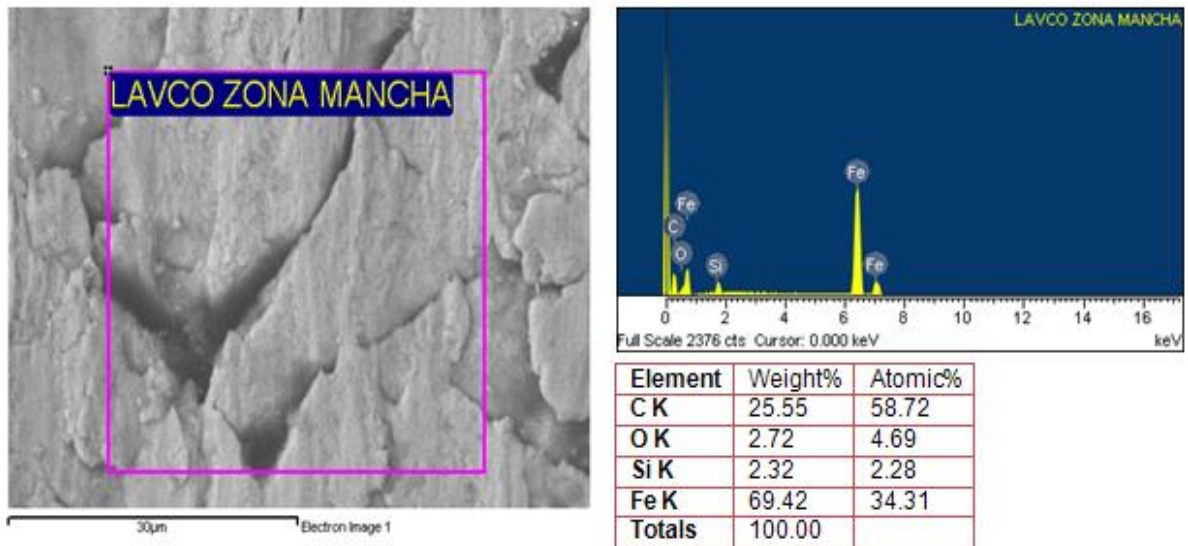 LAVCO ZONA MANCHA
30µm
Electron Image 1
LAVCO ZONA MANCHA
Fe
Fe
C
O
Si
Fe
0 2 4 6 8 10 12 14 16
Full Scale 2376 cts Cursor: 0.000 keV
keV
Element Weight% Atomic%
C K 25.55 58.72
O K 2.72 4.69
Si K 2.32 2.28
Fe K 69.42 34.31
Totals 100.00